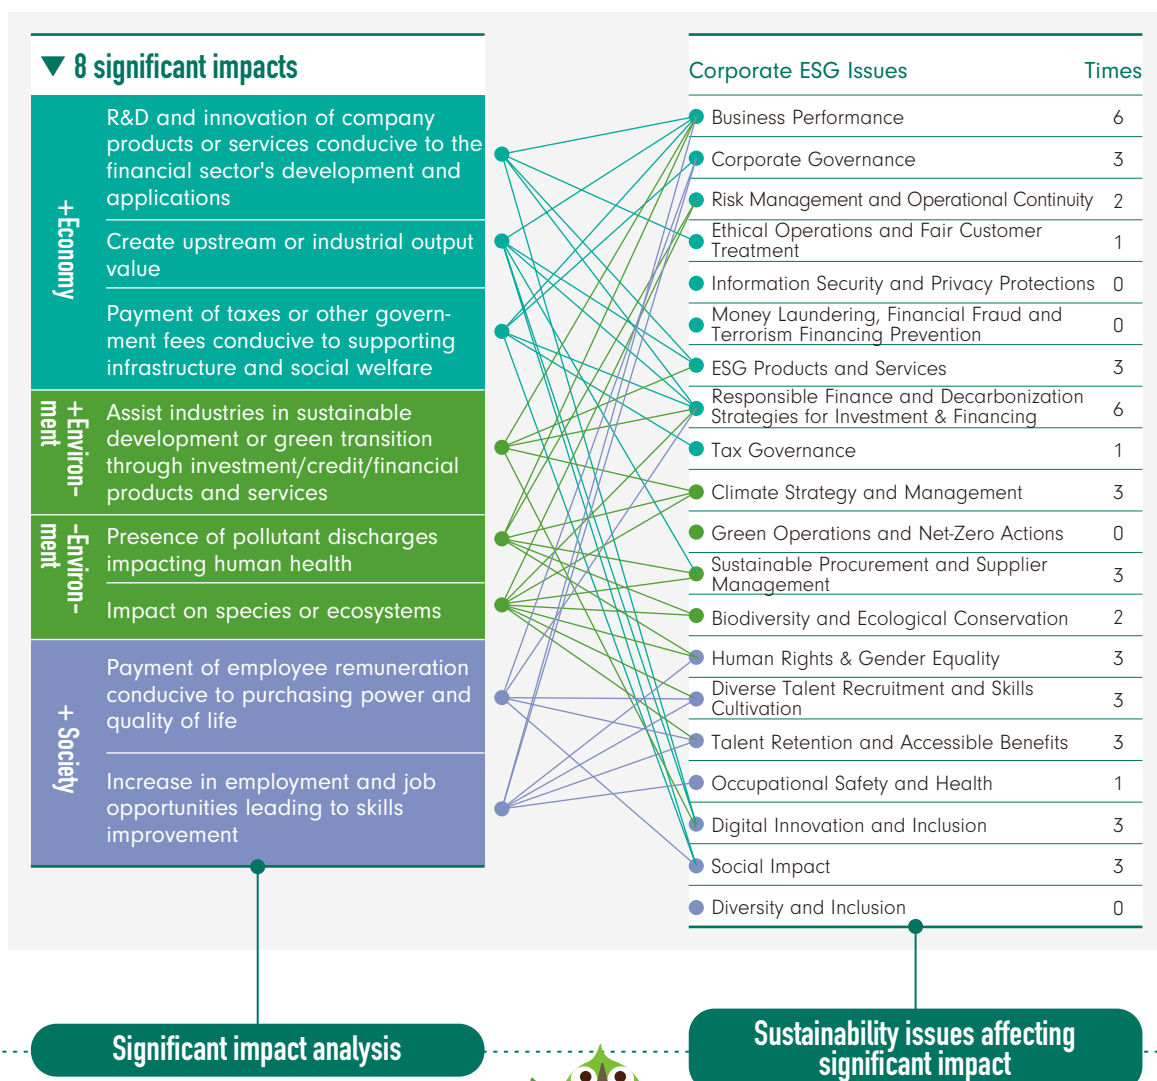 ▼ 8 significant impacts
+Economy
R&D and innovation of company
products or services conducive to the
financial sector's development and
applications
Create upstream or industrial output
value
Payment of taxes or other govern-
ment fees conducive to supporting
infrastructure and social welfare
+Environ-
ment
Assist industries in sustainable
development or green transition
through investment/credit/financial
products and services
-Environ-
ment
Presence of pollutant discharges
impacting human health
Impact on species or ecosystems
+ Society
Payment of employee remuneration
conducive to purchasing power and
quality of life
Increase in employment and job
opportunities leading to skills
improvement
Significant impact analysis
Corporate ESG Issues Times
Business Performance 6
Corporate Governance 3
Risk Management and Operational Continuity 2
Ethical Operations and Fair Customer
Treatment 1
Information Security and Privacy Protections 0
Money Laundering, Financial Fraud and
Terrorism Financing Prevention 0
ESG Products and Services 3
Responsible Finance and Decarbonization
Strategies for Investment & Financing 6
Tax Governance 1
Climate Strategy and Management 3
Green Operations and Net-Zero Actions 0
Sustainable Procurement and Supplier
Management 3
Biodiversity and Ecological Conservation 2
Human Rights & Gender Equality 3
Diverse Talent Recruitment and Skills
Cultivation 3
Talent Retention and Accessible Benefits 3
Occupational Safety and Health 1
Digital Innovation and Inclusion 3
Social Impact 3
Diversity and Inclusion 0
Sustainability issues affecting
significant impact